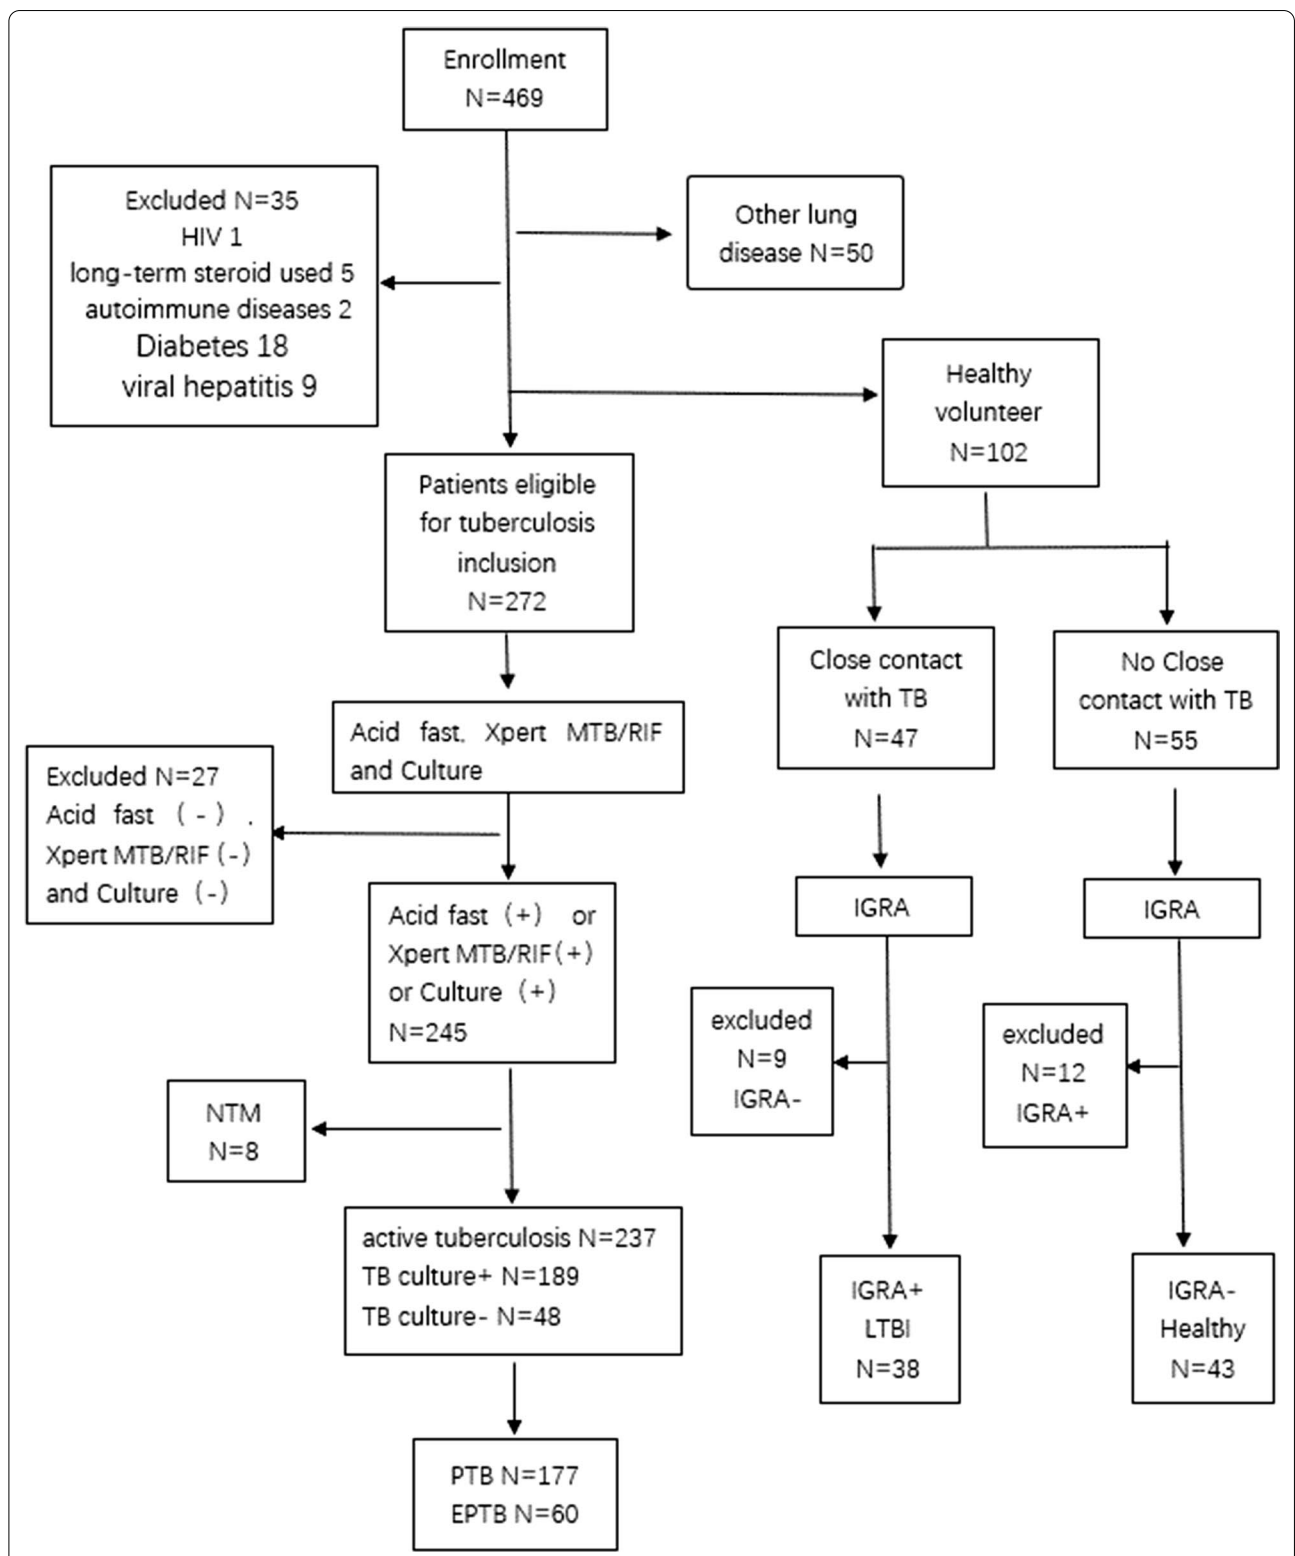 Enrollment
N=469
Excluded N=35
HIV 1
long-term steroid used 5
autoimmune diseases 2
Diabetes 18
viral hepatitis 9
Other lung
disease N=50
Healthy
volunteer
N=102
Patients eligible
for tuberculosis
inclusion
N=272
Close contact
with TB
N=47
No Close
contact with TB
N=55
Acid fast, Xpert MTB/RIF
and Culture
Excluded N=27
Acid fast (-) ,
Xpert MTB/RIF (-)
and Culture (-)
Acid fast (+) or
Xpert MTB/RIF (+)
or Culture (+)
N=245
IGRA
IGRA
excluded
N=9
IGRA-
excluded
N=12
IGRA+
NTM
N=8
active tuberculosis N=237
TB culture+ N=189
TB culture- N=48
IGRA+
LTBI
N=38
IGRA-
Healthy
N=43
PTB N=177
EPTB N=60